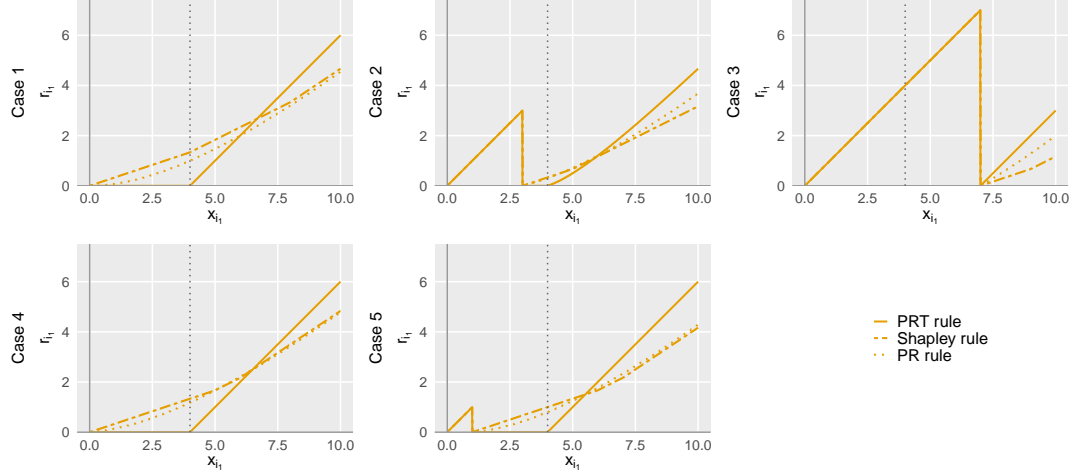 Case 1
r_{i_1}
6
4
2
0
0.0 2.5 5.0 7.5 10.0
x_{i_1}
Case 2
r_{i_1}
6
4
2
0
0.0 2.5 5.0 7.5 10.0
x_{i_1}
Case 3
r_{i_1}
6
4
2
0
0.0 2.5 5.0 7.5 10.0
x_{i_1}
Case 4
r_{i_1}
6
4
2
0
0.0 2.5 5.0 7.5 10.0
x_{i_1}
Case 5
r_{i_1}
6
4
2
0
0.0 2.5 5.0 7.5 10.0
x_{i_1}
PRT rule
Shapley rule
PR rule